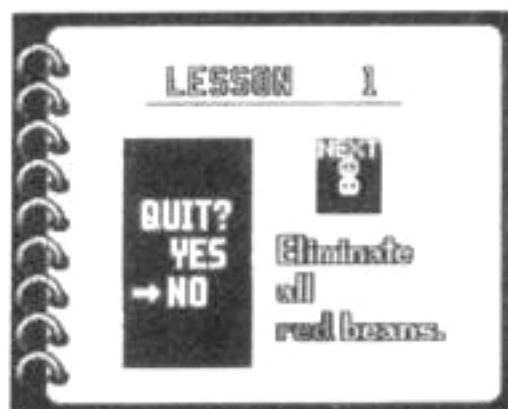 LESSON 1
NEXT
QUIT?
YES
→NO
Eliminate
all
red beans.